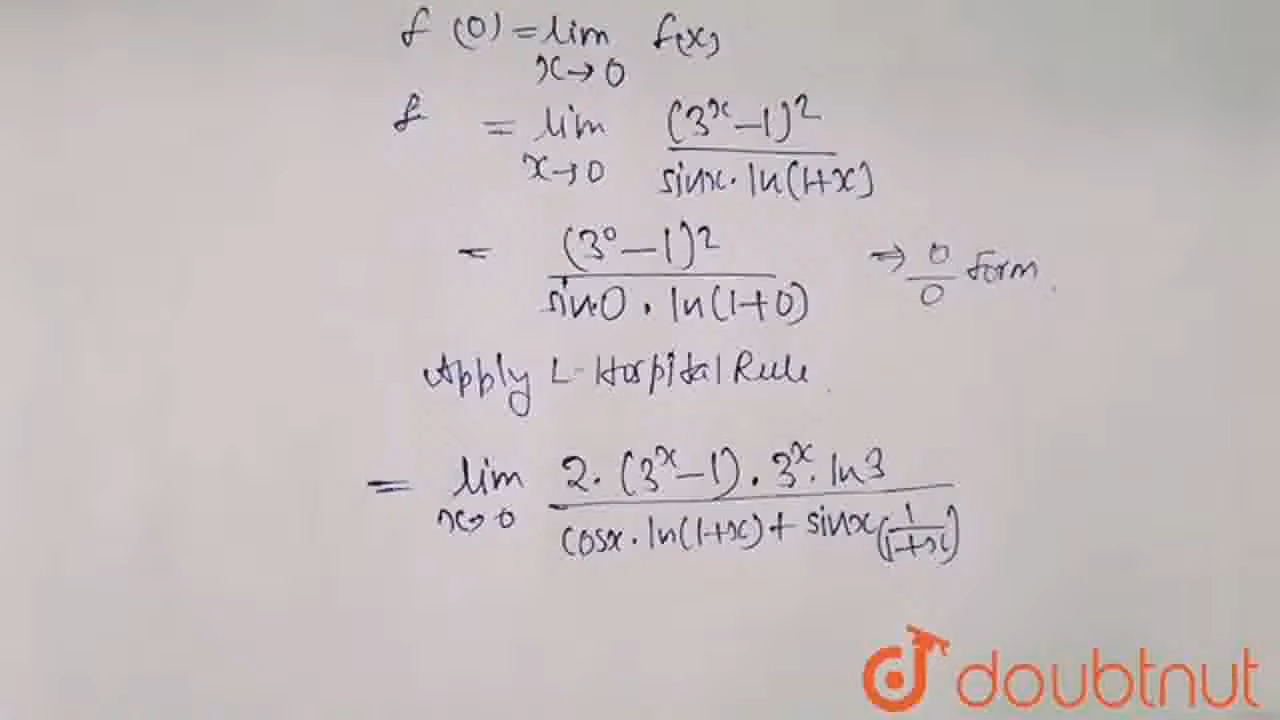 f (0) = lim f(x)
x→0
f = lim (3^x - 1)^2
x→0 sinx · ln(1+x)
= (3^0 - 1)^2 ⇒ 0/0 form.
sin0 · ln(1+0)
Apply L-Hospital Rule
= lim 2·(3^x - 1)·3^x·ln3
x→0 cosx·ln(1+x) + sinx(1/(1+x))
doubtnut